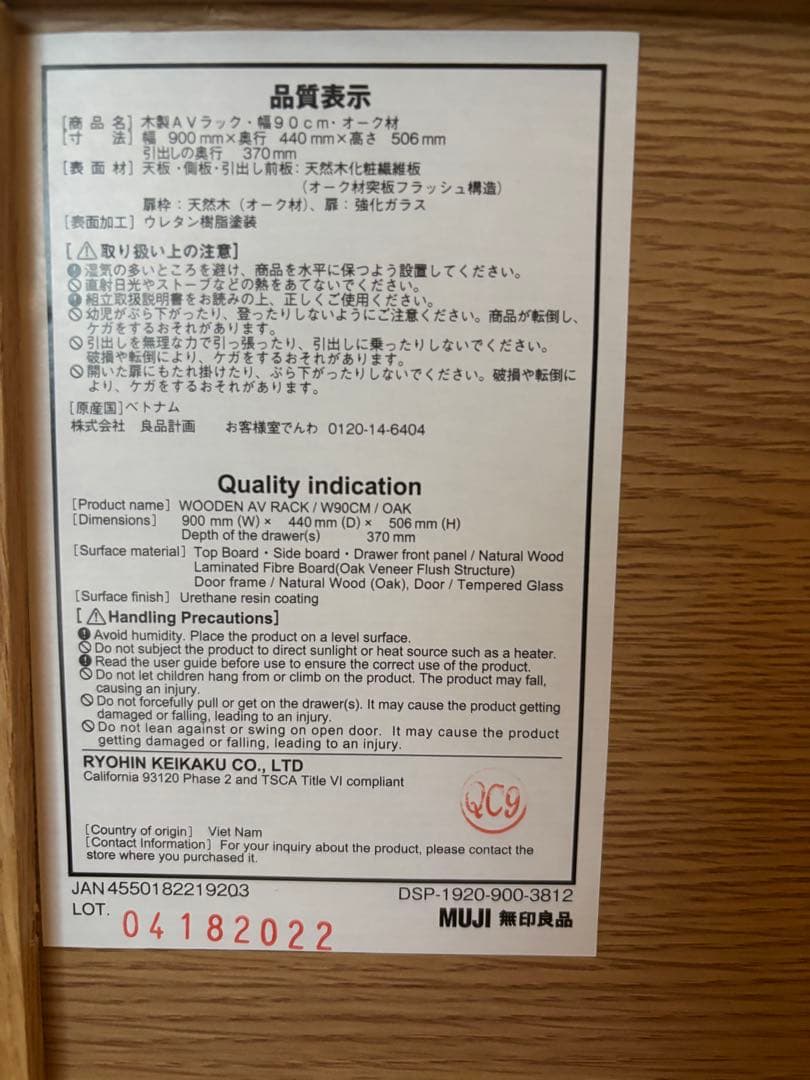 品質表示
[商 品 名] 木製AVラック・幅90cm・オーク材
[寸　　法] 幅 900mm×奥行 440mm×高さ 506mm
引出しの奥行 370mm
[表 面 材] 天板・側板・引出し前板：天然木化粧繊維板
（オーク材突板フラッシュ構造）
扉枠：天然木（オーク材）、扉：強化ガラス
[表面加工] ウレタン樹脂塗装
[⚠取り扱い上の注意]
湿気の多いところを避け、商品を水平に保つよう設置してください。
直射日光やストーブなどの熱をあてないでください。
組立取扱説明書をお読みの上、正しくご使用ください。
幼児がぶら下がったり、登ったりしないようにご注意ください。商品が転倒し、
ケガをするおそれがあります。
引出しを無理な力で引っ張ったり、引出しに乗ったりしないでください。
破損や転倒により、ケガをするおそれがあります。
開いた扉にもたれ掛けたり、ぶら下がったりしないでください。破損や転倒に
より、ケガをするおそれがあります。
[原産国]ベトナム
株式会社 良品計画 お客様室でんわ 0120-14-6404
Quality indication
[Product name] WOODEN AV RACK / W90CM / OAK
[Dimensions] 900 mm (W) × 440 mm (D) × 506 mm (H)
Depth of the drawer(s) 370 mm
[Surface material] Top Board・Side board・Drawer front panel / Natural Wood
Laminated Fibre Board(Oak Veneer Flush Structure)
Door frame / Natural Wood (Oak), Door / Tempered Glass
[Surface finish] Urethane resin coating
[⚠Handling Precautions]
Avoid humidity. Place the product on a level surface.
Do not subject the product to direct sunlight or heat source such as a heater.
Read the user guide before use to ensure the correct use of the product.
Do not let children hang from or climb on the product. The product may fall,
causing an injury.
Do not forcefully pull or get on the drawer(s). It may cause the product getting
damaged or falling, leading to an injury.
Do not lean against or swing on open door. It may cause the product
getting damaged or falling, leading to an injury.
RYOHIN KEIKAKU CO., LTD
California 93120 Phase 2 and TSCA Title VI compliant
QC9
[Country of origin] Viet Nam
[Contact Information] For your inquiry about the product, please contact the
store where you purchased it.
JAN4550182219203 DSP-1920-900-3812
LOT. 04182022 MUJI 無印良品